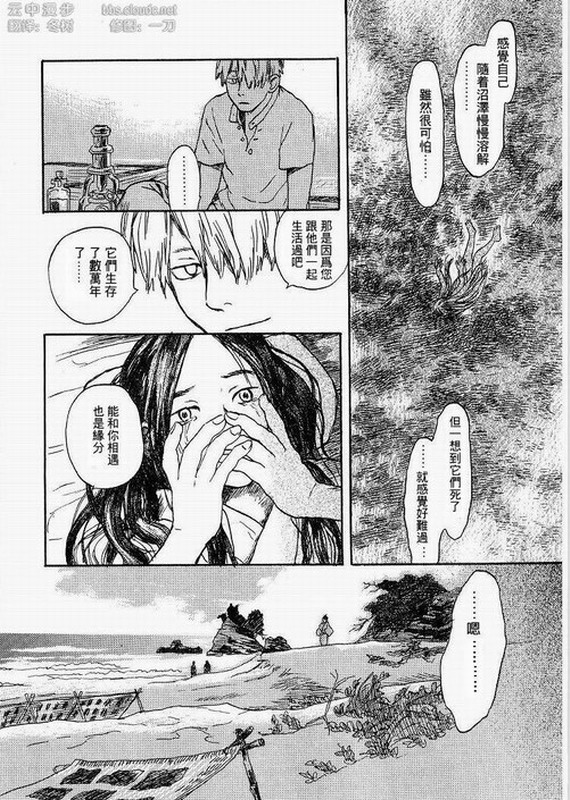 云中漫步 bbs.cloudc.net
翻译：冬树 修图：一刀
感覺自己
隨着沼澤慢慢溶解
…………
雖然很可怕……
但一想到它們死了
……就感覺好難過…
……嗯…………
………
那是因爲您
跟他們一起
生活過吧
它們生存
了數萬年
了……
能和你相遇
也是緣分